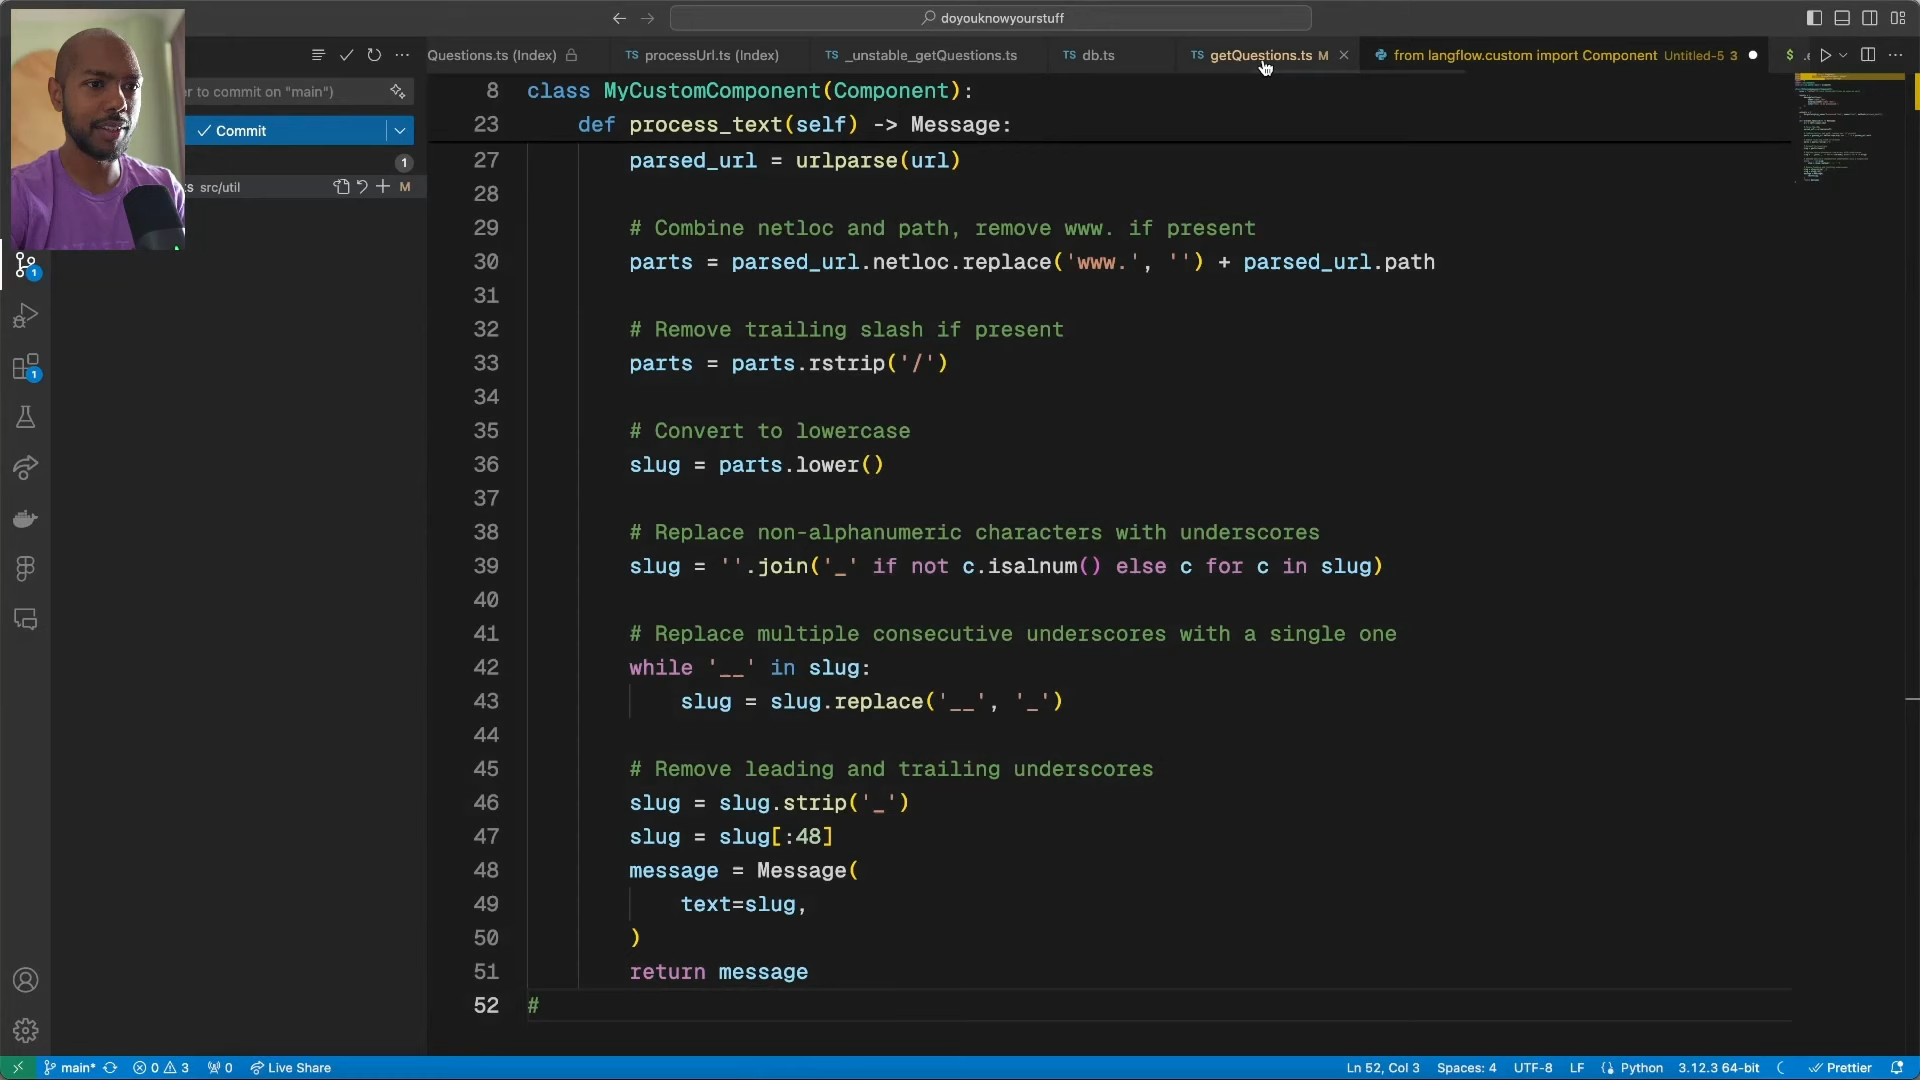 doyouknowyourstuff
Questions.ts (Index)
TS processUrl.ts (Index)
TS _unstable_getQuestions.ts
TS db.ts
TS getQuestions.ts M
from langflow.custom import Component Untitled-5 3
$
er to commit on "main")
Commit
1
ts src/util M
1
1
8 class MyCustomComponent(Component):
23 def process_text(self) -> Message:
27 parsed_url = urlparse(url)
28
29 # Combine netloc and path, remove www. if present
30 parts = parsed_url.netloc.replace('www.', '') + parsed_url.path
31
32 # Remove trailing slash if present
33 parts = parts.rstrip('/')
34
35 # Convert to lowercase
36 slug = parts.lower()
37
38 # Replace non-alphanumeric characters with underscores
39 slug = ''.join('_' if not c.isalnum() else c for c in slug)
40
41 # Replace multiple consecutive underscores with a single one
42 while '__' in slug:
43 slug = slug.replace('__', '_')
44
45 # Remove leading and trailing underscores
46 slug = slug.strip('_')
47 slug = slug[:48]
48 message = Message(
49 text=slug,
50 )
51 return message
52 #
main* 0 3 0 Live Share
Ln 52, Col 3 Spaces: 4 UTF-8 LF Python 3.12.3 64-bit Prettier